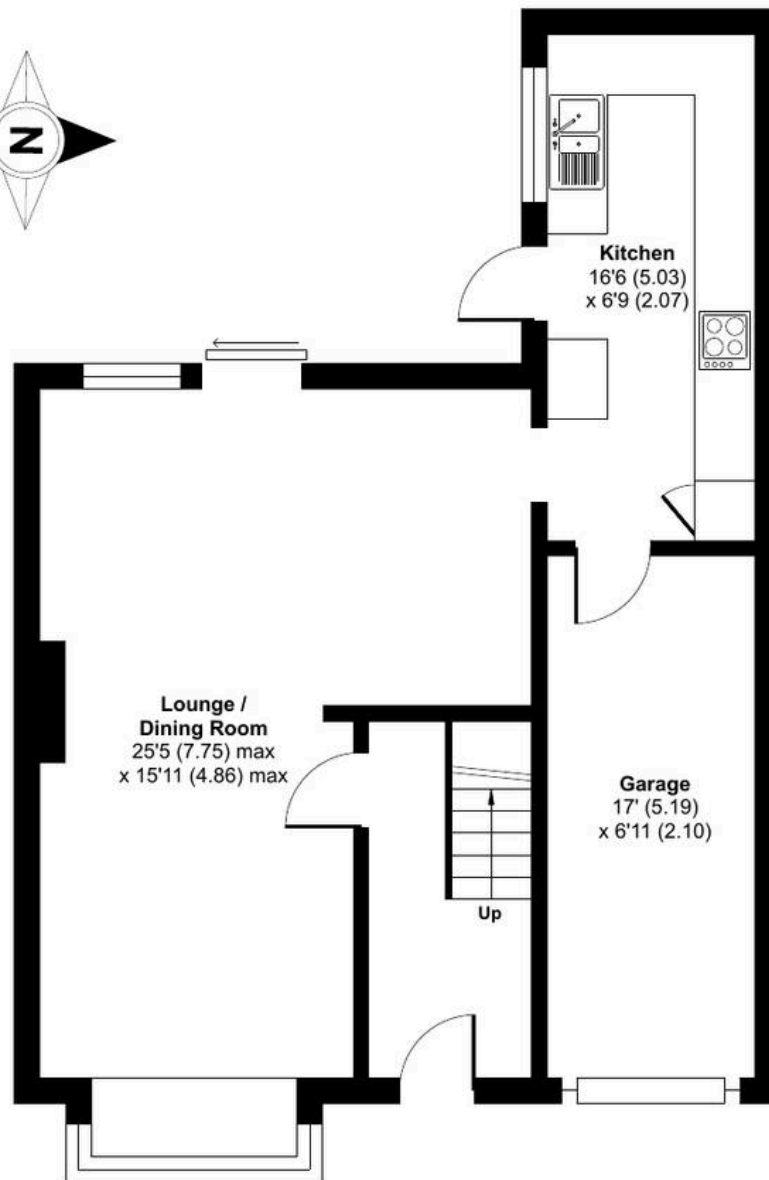 N
Kitchen
16'6 (5.03)
x 6'9 (2.07)
Lounge /
Dining Room
25'5 (7.75) max
x 15'11 (4.86) max
Garage
17' (5.19)
x 6'11 (2.10)
Up